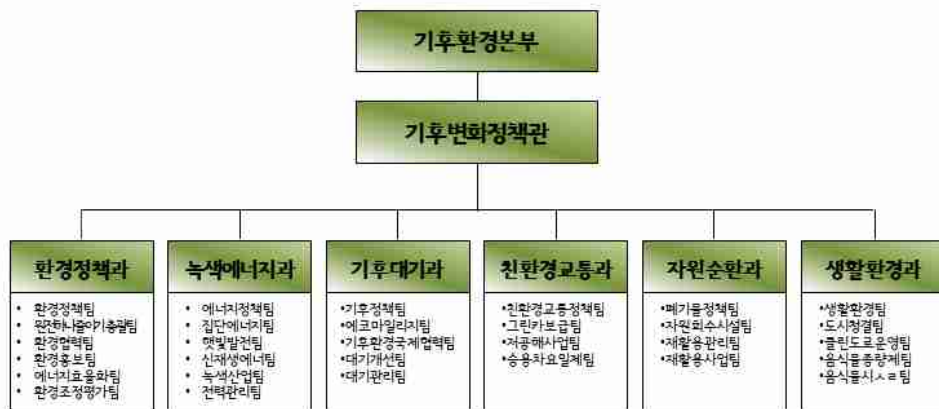 기후환경본부
기후변화정책관
환경정책과
• 환경정책팀
• 원전하나줄이기총괄팀
• 환경협력팀
• 환경홍보팀
• 에너지효율화팀
• 환경조정평가팀
녹색에너지과
• 에너지정책팀
• 집단에너지팀
• 햇빛발전팀
• 신재생에너팀
• 녹색산업팀
• 전력관리팀
기후대기과
•기후정책팀
•에코마일리지팀
•기후환경국제협력팀
•대기개선팀
•대기관리팀
친환경교통과
•친환경교통정책팀
•그린카보급팀
•저공해사업팀
•승용차요일제팀
자원순환과
•폐기물정책팀
•자원회수시설팀
•재활용관리팀
•재활용사업팀
생활환경과
•생활환경팀
•도시청결팀
•클린도로운영팀
•음식물종량제팀